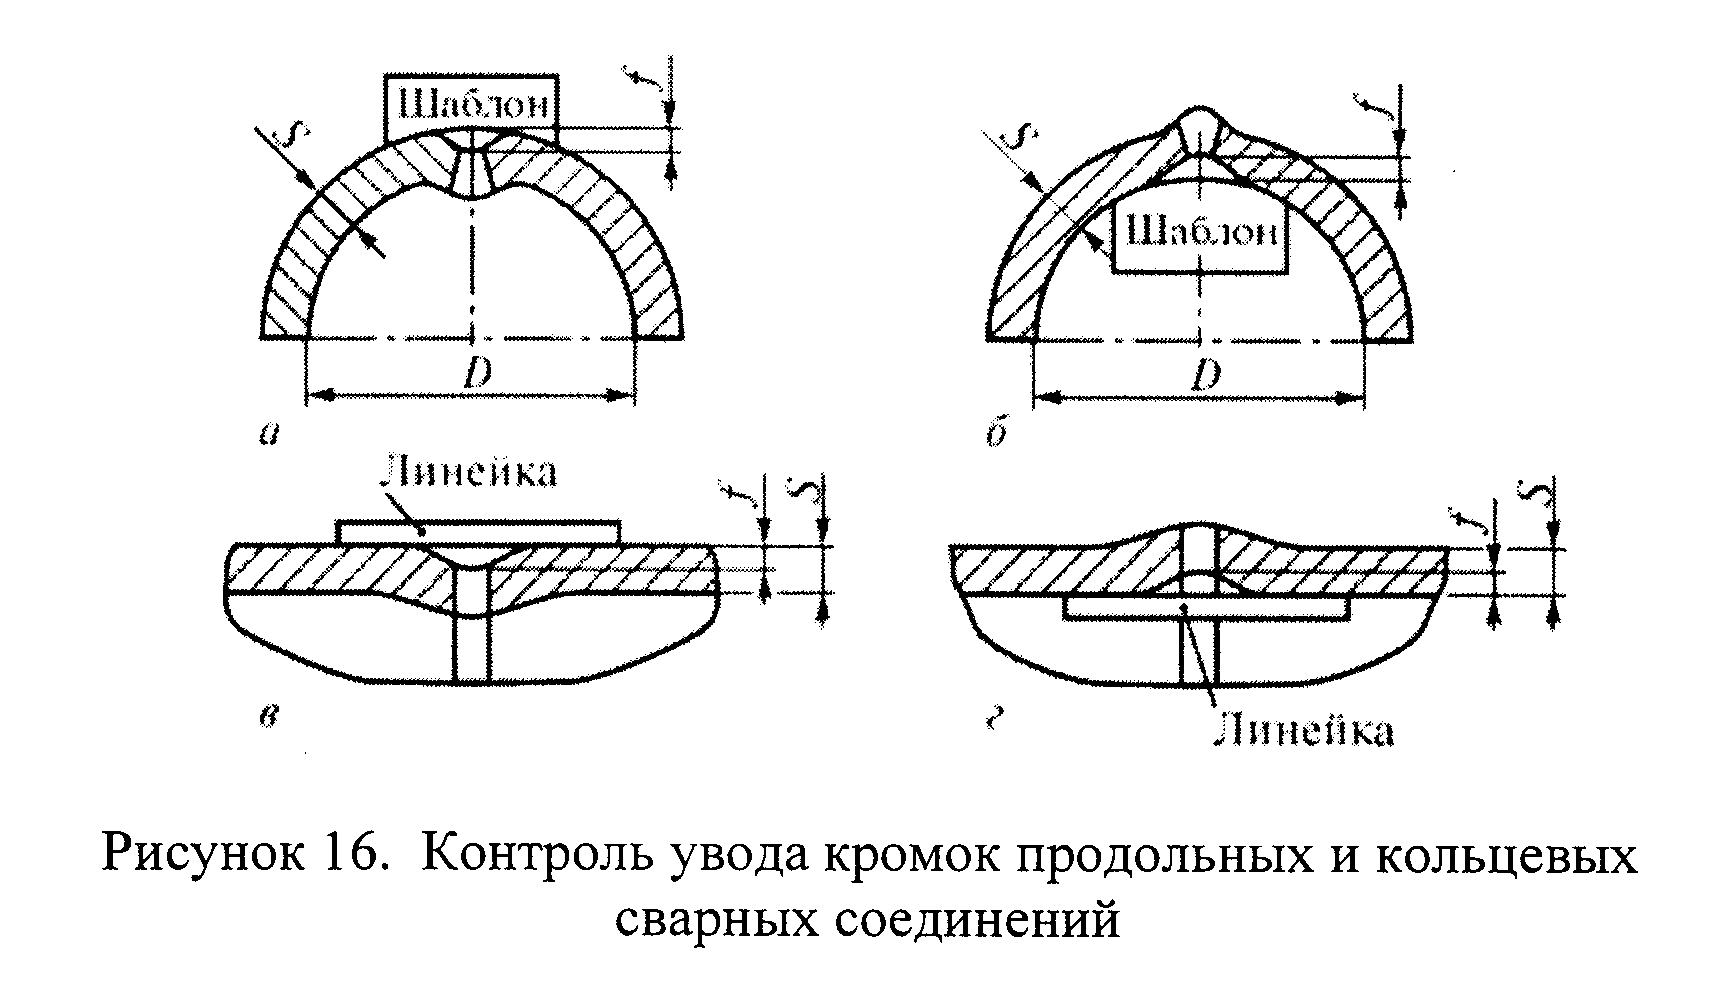 Шаблон
f
S
D
а
Шаблон
f
S
D
б
Линейка
f
S
в
f
S
Линейка
г
Рисунок 16. Контроль увода кромок продольных и кольцевых
сварных соединений